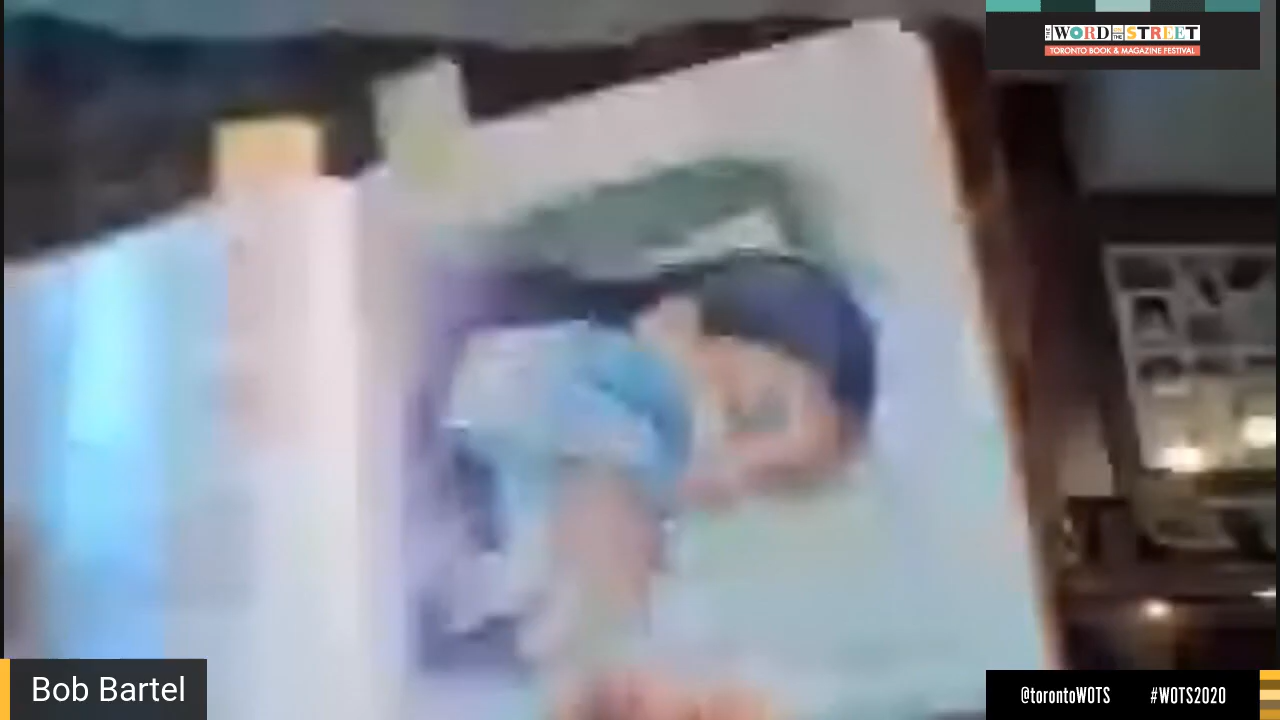 THE WORD ON THE STREET
TORONTO BOOK & MAGAZINE FESTIVAL
Bob Bartel
@torontoWOTS #WOTS2020